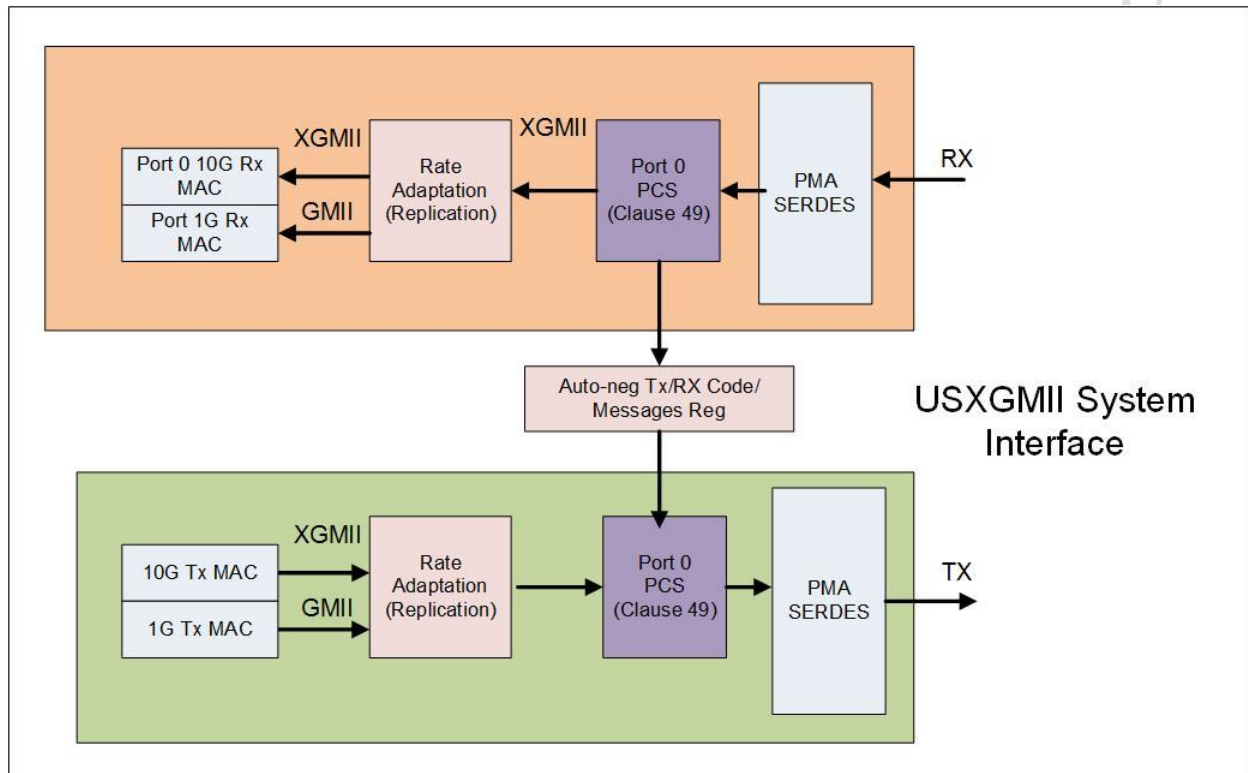 XGMII
XGMII
RX
Port 0 10G Rx
MAC
Port 1G Rx
MAC
GMII
Rate
Adaptation
(Replication)
Port 0
PCS
(Clause 49)
PMA
SERDES
Auto-neg Tx/RX Code/
Messages Reg
USXGMII System
Interface
XGMII
10G Tx MAC
GMII
1G Tx MAC
Rate
Adaptation
(Replication)
Port 0
PCS
(Clause 49)
PMA
SERDES
TX